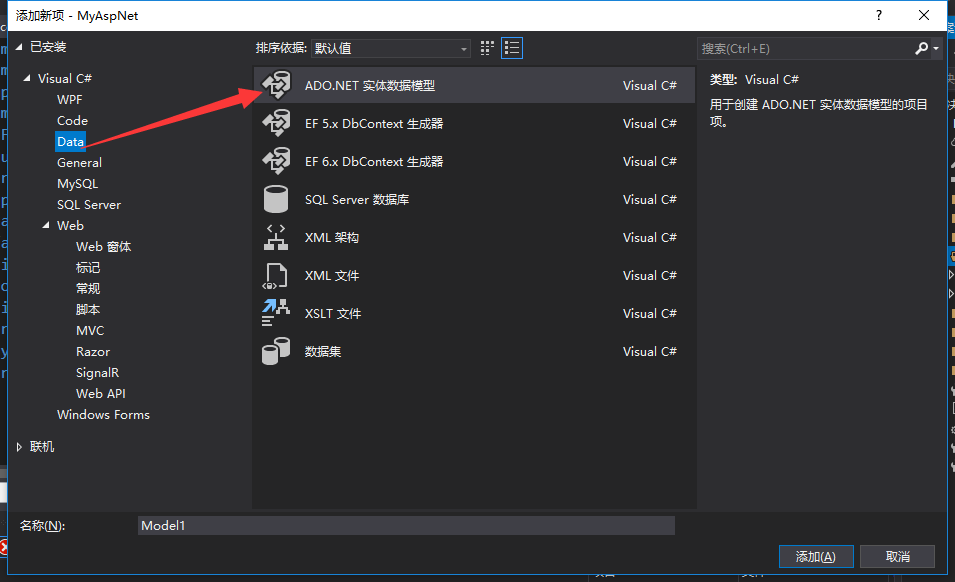 添加新项 - MyAspNet
?
已安装
Visual C#
WPF
Code
Data
General
MySQL
SQL Server
Web
Web 窗体
标记
常规
脚本
MVC
Razor
SignalR
Web API
Windows Forms
联机
排序依据: 默认值
ADO.NET 实体数据模型 Visual C#
EF 5.x DbContext 生成器 Visual C#
EF 6.x DbContext 生成器 Visual C#
SQL Server 数据库 Visual C#
XML 架构 Visual C#
XML 文件 Visual C#
XSLT 文件 Visual C#
数据集 Visual C#
搜索(Ctrl+E)
类型: Visual C#
用于创建 ADO.NET 实体数据模型的项目
项。
名称(N): Model1
添加(A) 取消